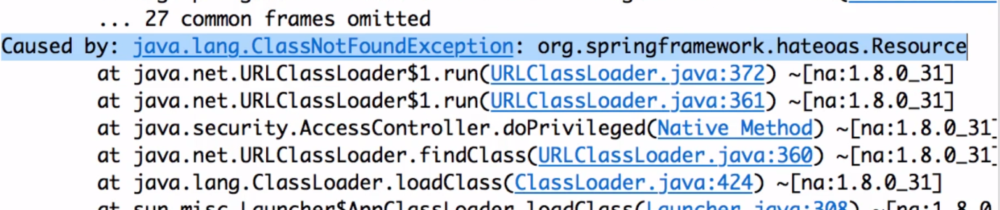 ... 27 common frames omitted
Caused by: java.lang.ClassNotFoundException: org.springframework.hateoas.Resource
at java.net.URLClassLoader$1.run(URLClassLoader.java:372) ~[na:1.8.0_31]
at java.net.URLClassLoader$1.run(URLClassLoader.java:361) ~[na:1.8.0_31]
at java.security.AccessController.doPrivileged(Native Method) ~[na:1.8.0_31]
at java.net.URLClassLoader.findClass(URLClassLoader.java:360) ~[na:1.8.0_31]
at java.lang.ClassLoader.loadClass(ClassLoader.java:424) ~[na:1.8.0_31]
at sun.misc.Launcher$AppClassLoader.loadClass(Launcher.java:308) ~[na:1.8.0